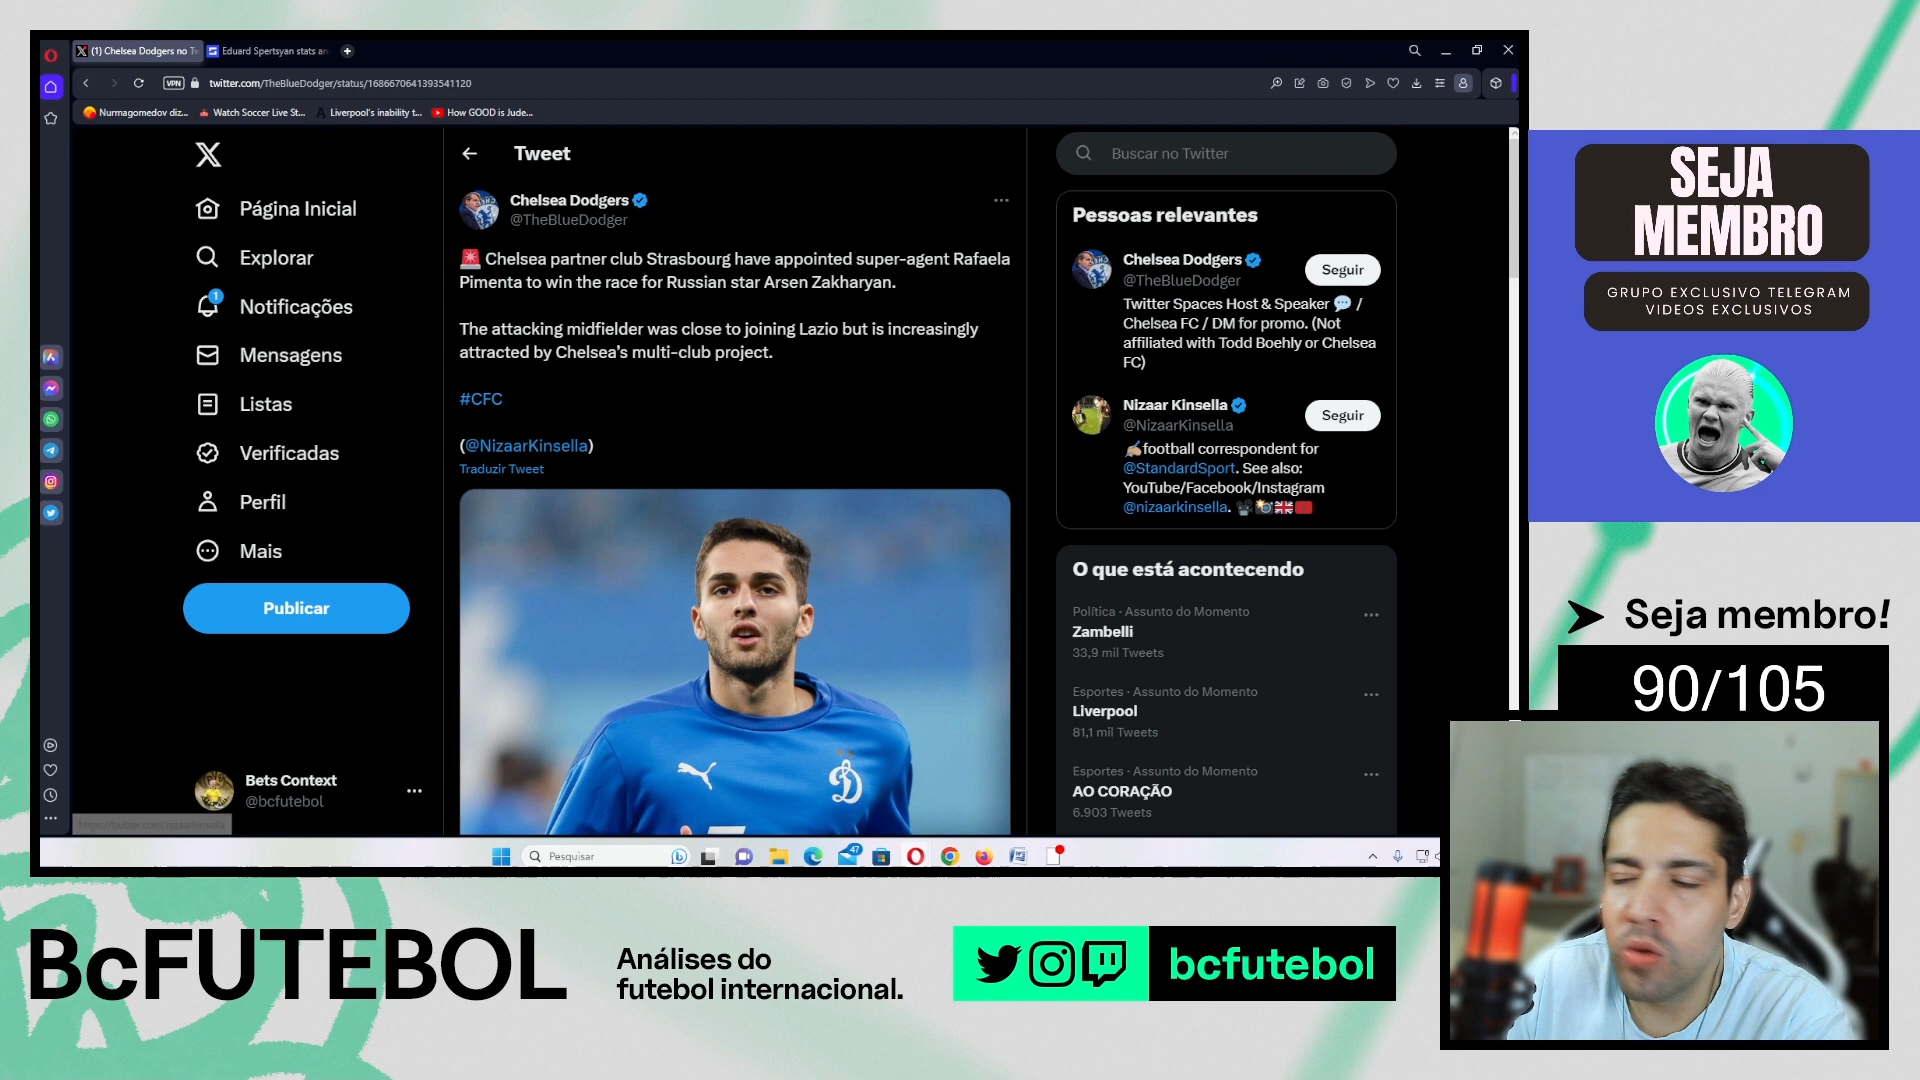 (1) Chelsea Dodgers no Tw
Eduard Spertsyan stats an
VPN
twitter.com/TheBlueDodger/status/1686670641393541120
Nurmagomedov diz...
Watch Soccer Live St...
Liverpool's inability t...
How GOOD is Jude...
Página Inicial
Explorar
1
Notificações
Mensagens
Listas
Verificadas
Perfil
Mais
Publicar
Bets Context
@bcfutebol
https://twitter.com/nizaarkinsella
Tweet
Chelsea Dodgers
@TheBlueDodger
Chelsea partner club Strasbourg have appointed super-agent Rafaela
Pimenta to win the race for Russian star Arsen Zakharyan.
The attacking midfielder was close to joining Lazio but is increasingly
attracted by Chelsea's multi-club project.
#CFC
(@NizaarKinsella)
Traduzir Tweet
Buscar no Twitter
Pessoas relevantes
Chelsea Dodgers
@TheBlueDodger
Seguir
Twitter Spaces Host & Speaker 💬 /
Chelsea FC / DM for promo. (Not
affiliated with Todd Boehly or Chelsea
FC)
Nizaar Kinsella
@NizaarKinsella
Seguir
football correspondent for
@StandardSport. See also:
YouTube/Facebook/Instagram
@nizaarkinsella.
O que está acontecendo
Política · Assunto do Momento
Zambelli
33,9 mil Tweets
Esportes · Assunto do Momento
Liverpool
81,1 mil Tweets
Esportes · Assunto do Momento
AO CORAÇÃO
6.903 Tweets
Pesquisar
47
SEJA
MEMBRO
GRUPO EXCLUSIVO TELEGRAM
VIDEOS EXCLUSIVOS
Seja membro!
90/105
BcFUTEBOL
Análises do
futebol internacional.
bcfutebol